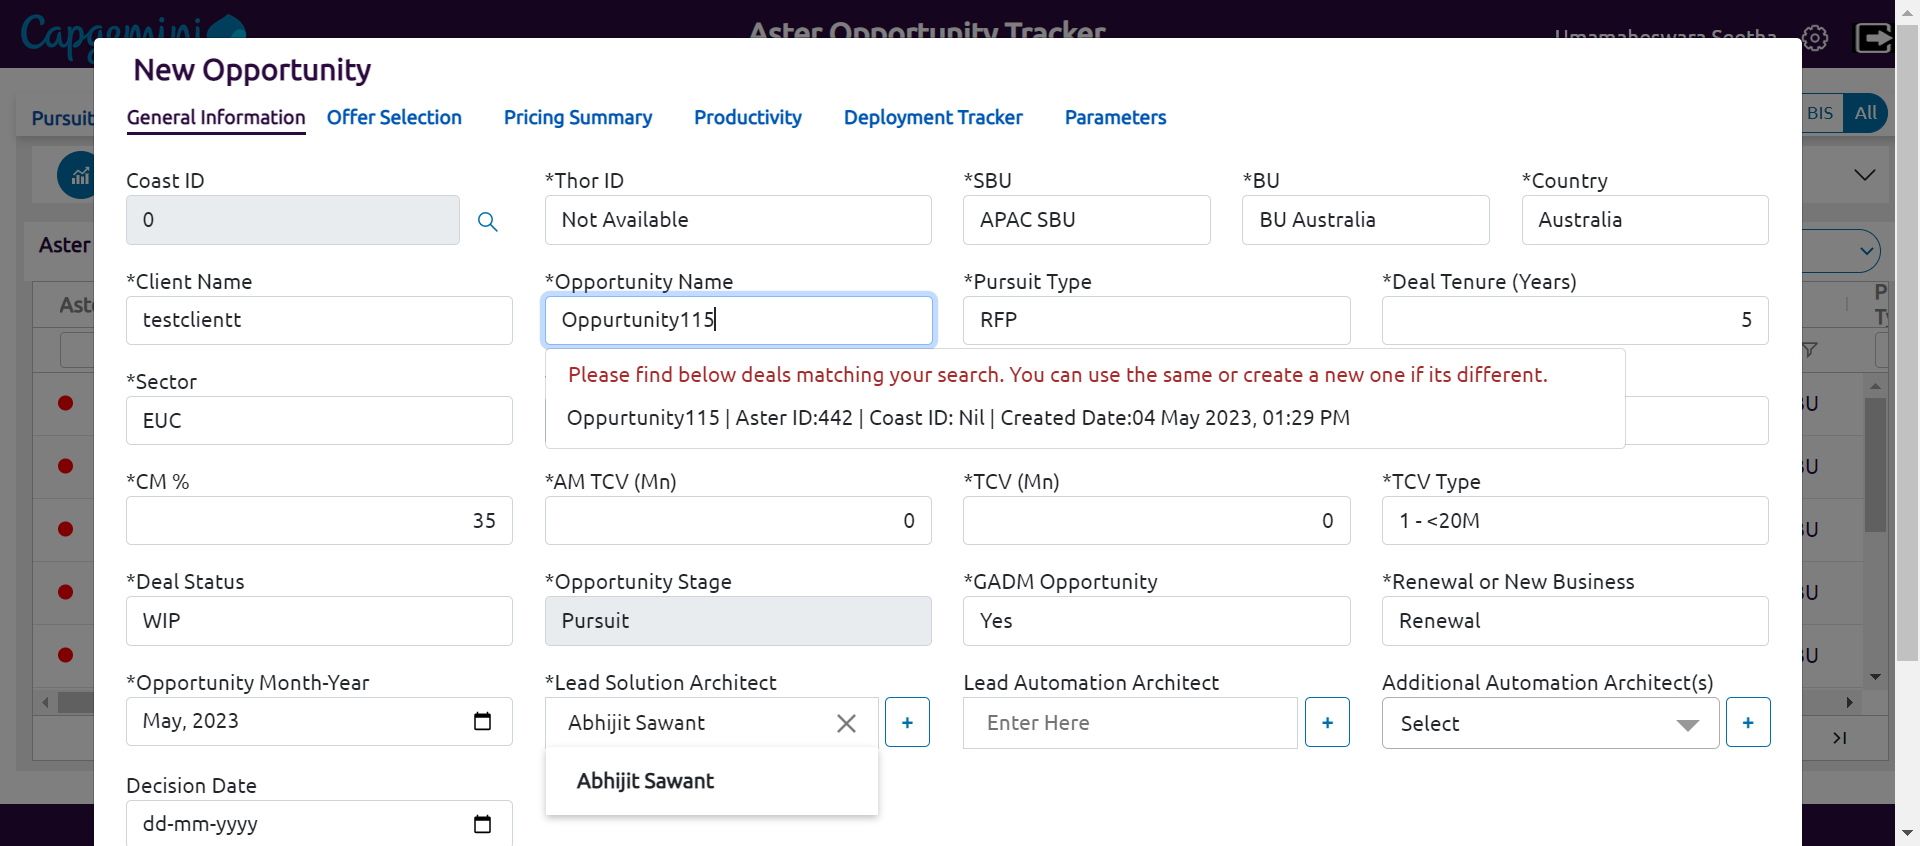 Capgemini
Aster Opportunity Tracker
Umamaheswara Seetha
New Opportunity
General Information Offer Selection Pricing Summary Productivity Deployment Tracker Parameters
Pursuit
BIS All
Coast ID *Thor ID *SBU *BU *Country
0 Not Available APAC SBU BU Australia Australia
Aster
*Client Name *Opportunity Name *Pursuit Type *Deal Tenure (Years)
testclientt Oppurtunity115 RFP 5
Please find below deals matching your search. You can use the same or create a new one if its different.
*Sector
EUC
Oppurtunity115 | Aster ID:442 | Coast ID: Nil | Created Date:04 May 2023, 01:29 PM
*CM % *AM TCV (Mn) *TCV (Mn) *TCV Type
35 0 0 1 - <20M
*Deal Status *Opportunity Stage *GADM Opportunity *Renewal or New Business
WIP Pursuit Yes Renewal
*Opportunity Month-Year *Lead Solution Architect Lead Automation Architect Additional Automation Architect(s)
May, 2023 Abhijit Sawant + Enter Here + Select +
Abhijit Sawant
Decision Date
dd-mm-yyyy